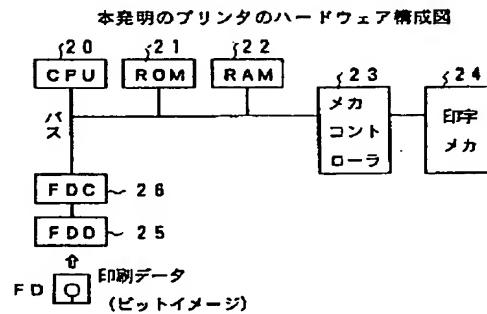 本発明のプリンタのハードウェア構成図
20 21 22
CPU ROM RAM
23 24
バス
メカ
コント
ローラ
印字
メカ
FDC 26
FDD 25
印刷データ
FD
(ビットイメージ)